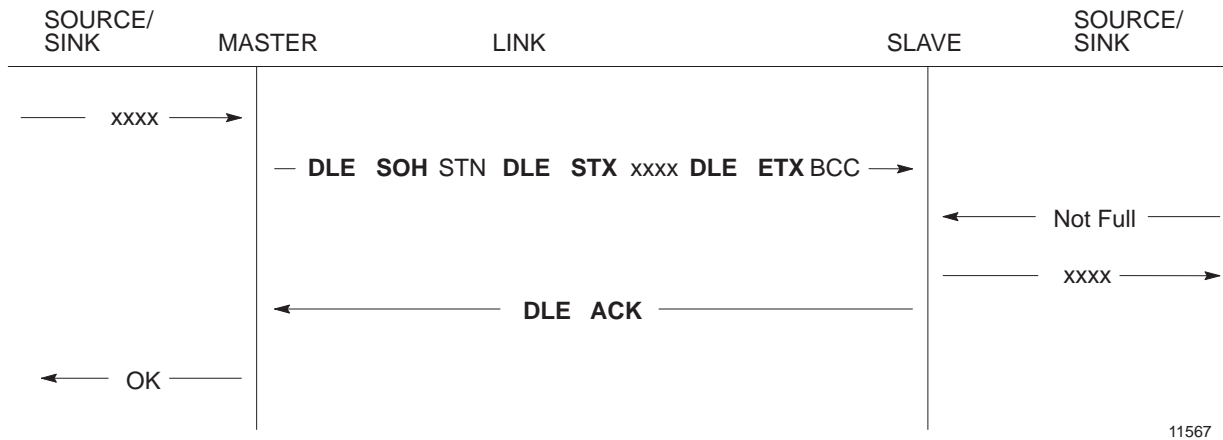 SOURCE/ SOURCE/
SINK MASTER LINK SLAVE SINK
xxxx
DLE SOH STN DLE STX xxxx DLE ETX BCC
Not Full
xxxx
DLE ACK
OK
11567